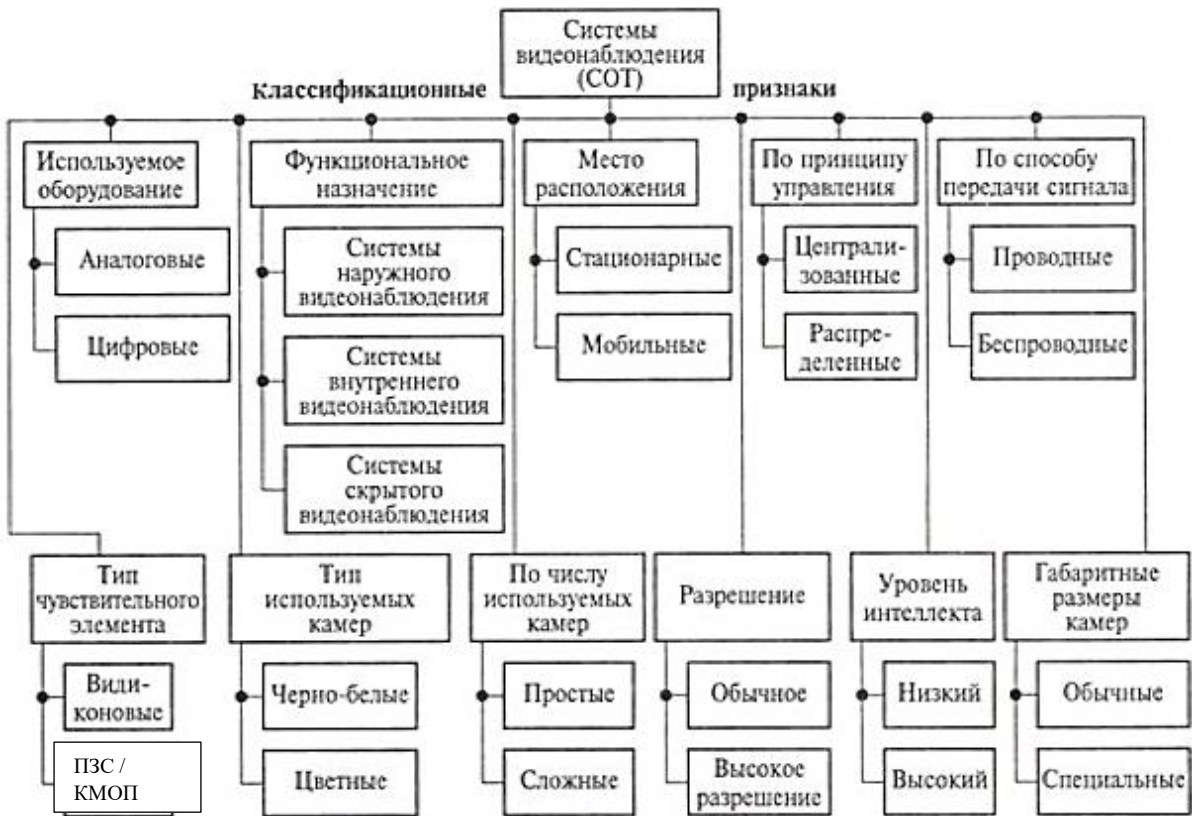 Системы
видеонаблюдения
(СОТ)
Классификационные признаки
Используемое
оборудование
Аналоговые
Цифровые
Функциональное
назначение
Системы
наружного
видеонаблюдения
Системы
внутреннего
видеонаблюдения
Системы
скрытого
видеонаблюдения
Место
расположения
Стационарные
Мобильные
По принципу
управления
Централи-
зованные
Распре-
деленные
По способу
передачи сигнала
Проводные
Беспроводные
Тип
чувствительного
элемента
Види-
коновые
ПЗС /
КМОП
Тип
используемых
камер
Черно-белые
Цветные
По числу
используемых
камер
Простые
Сложные
Разрешение
Обычное
Высокое
разрешение
Уровень
интеллекта
Низкий
Высокий
Габаритные
размеры
камер
Обычные
Специальные